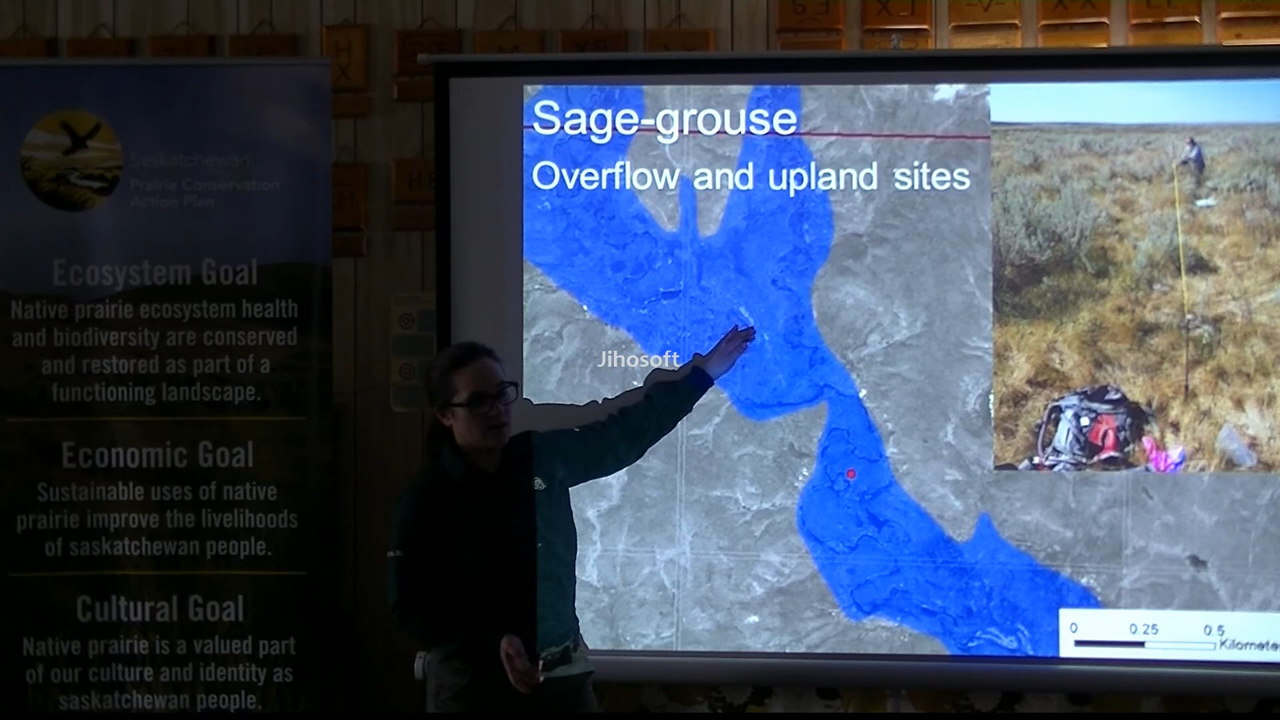 Saskatchewan
Prairie Conservation
Action Plan
Ecosystem Goal
Native prairie ecosystem health
and biodiversity are conserved
and restored as part of a
functioning landscape.
Economic Goal
Sustainable uses of native
prairie improve the livelihoods
of saskatchewan people.
Cultural Goal
Native prairie is a valued part
of our culture and identity as
saskatchewan people.
Sage-grouse
Overflow and upland sites
Jihosoft
0 0.25 0.5